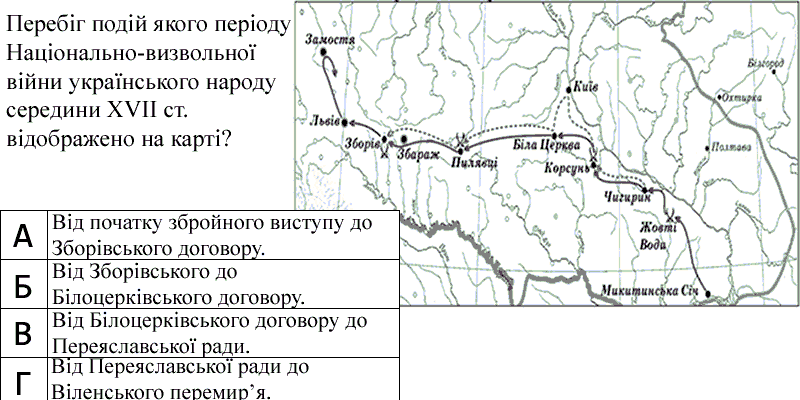 Перебіг подій якого періоду
Національно-визвольної
війни українського народу
середини XVII ст.
відображено на карті?
Замостя
Львів
Зборів
Збараж
Пилявці
Біла Церква
Київ
Корсунь
Чигирин
Жовті
Вода
Микитинська Січ
Білгород
Охтирка
Полтава
А Від початку збройного виступу до
Зборівського договору.
Б Від Зборівського до
Білоцерківського договору.
В Від Білоцерківського договору до
Переяславської ради.
Г Від Переяславської ради до
Віленського перемир’я.